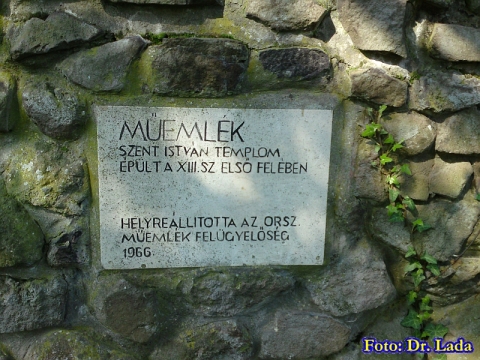 MŰEMLÉK
SZENT ISTVÁN TEMPLOM
ÉPÜLT A XIII.SZ ELSŐ FELÉBEN
HELYREÁLLITOTTA AZ ORSZ.
MŰEMLÉK FELÜGYELŐSÉG
1966.
Foto: Dr. Lada